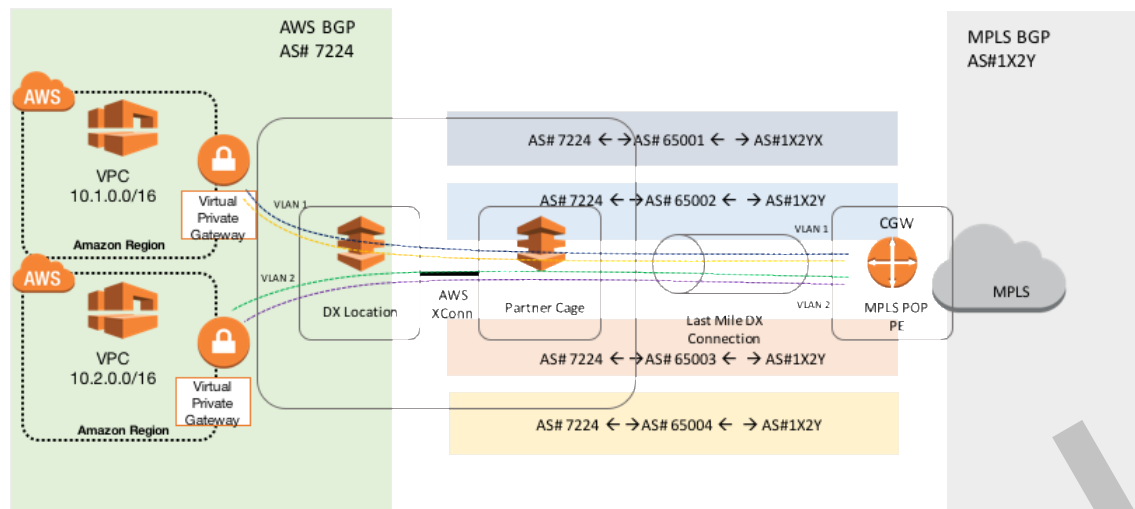 AWS BGP
AS# 7224
MPLS BGP
AS#1X2Y
AWS
VPC
10.1.0.0/16
Virtual
Private
Gateway
Amazon Region
AS# 7224 ← →AS# 65001 ← → AS#1X2YX
AS# 7224 ← →AS# 65002 ← → AS#1X2Y
VLAN 1
VLAN 1
CGW
AWS
VLAN 2
VPC
10.2.0.0/16
Virtual
Private
Gateway
Amazon Region
DX Location
AWS
XConn
Partner Cage
Last Mile DX
Connection
VLAN 2
MPLS POP
PE
MPLS
AS# 7224 ← →AS# 65003 ← → AS#1X2Y
AS# 7224 ← →AS# 65004 ← → AS#1X2Y